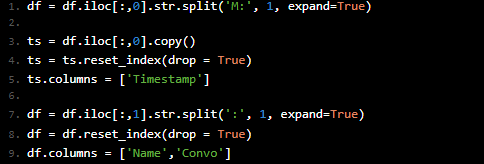 1. df = df.iloc[:,0].str.split('M:', 1, expand=True)
2.
3. ts = df.iloc[:,0].copy()
4. ts = ts.reset_index(drop = True)
5. ts.columns = ['Timestamp']
6.
7. df = df.iloc[:,1].str.split(':', 1, expand=True)
8. df = df.reset_index(drop = True)
9. df.columns = ['Name','Convo']